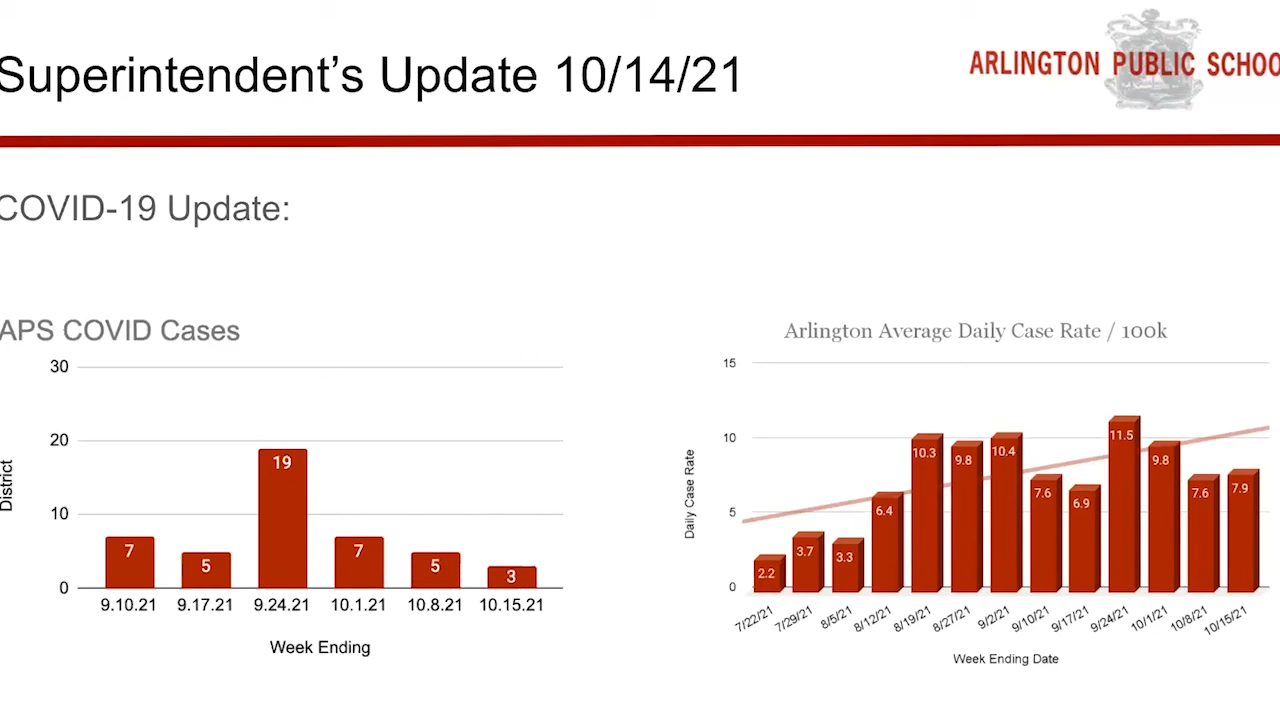 Superintendent's Update 10/14/21
ARLINGTON PUBLIC SCHOO
COVID-19 Update:
APS COVID Cases
30
20
10
0
District
19
7
5
7
5
3
9.10.21 9.17.21 9.24.21 10.1.21 10.8.21 10.15.21
Week Ending
Arlington Average Daily Case Rate / 100k
15
10
5
0
Daily Case Rate
2.2
3.7
3.3
6.4
10.3
9.8
10.4
7.6
6.9
11.5
9.8
7.6
7.9
7/22/21 7/29/21 8/5/21 8/12/21 8/19/21 8/27/21 9/2/21 9/10/21 9/17/21 9/24/21 10/1/21 10/8/21 10/15/21
Week Ending Date